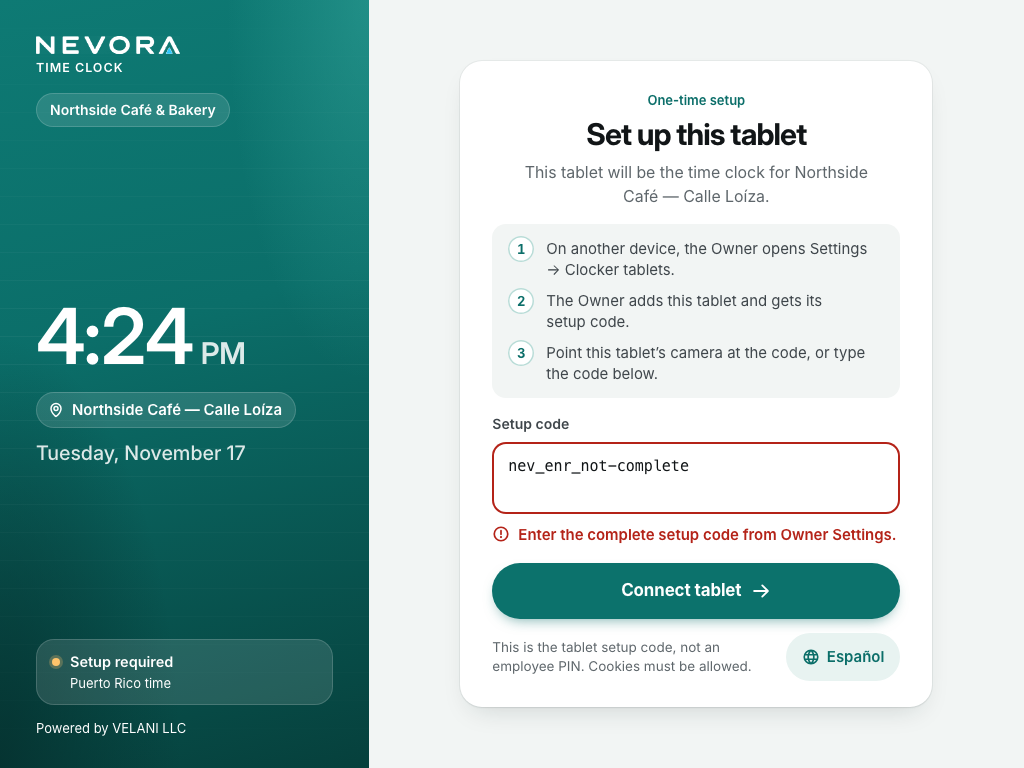 NEVORA
TIME CLOCK
Northside Café & Bakery
4:24 PM
Northside Café — Calle Loíza
Tuesday, November 17
Setup required
Puerto Rico time
Powered by VELANI LLC
One-time setup
Set up this tablet
This tablet will be the time clock for Northside
Café — Calle Loíza.
1 On another device, the Owner opens Settings
→ Clocker tablets.
2 The Owner adds this tablet and gets its
setup code.
3 Point this tablet’s camera at the code, or type
the code below.
Setup code
nev_enr_not-complete
Enter the complete setup code from Owner Settings.
Connect tablet →
This is the tablet setup code, not an
employee PIN. Cookies must be allowed.
Español